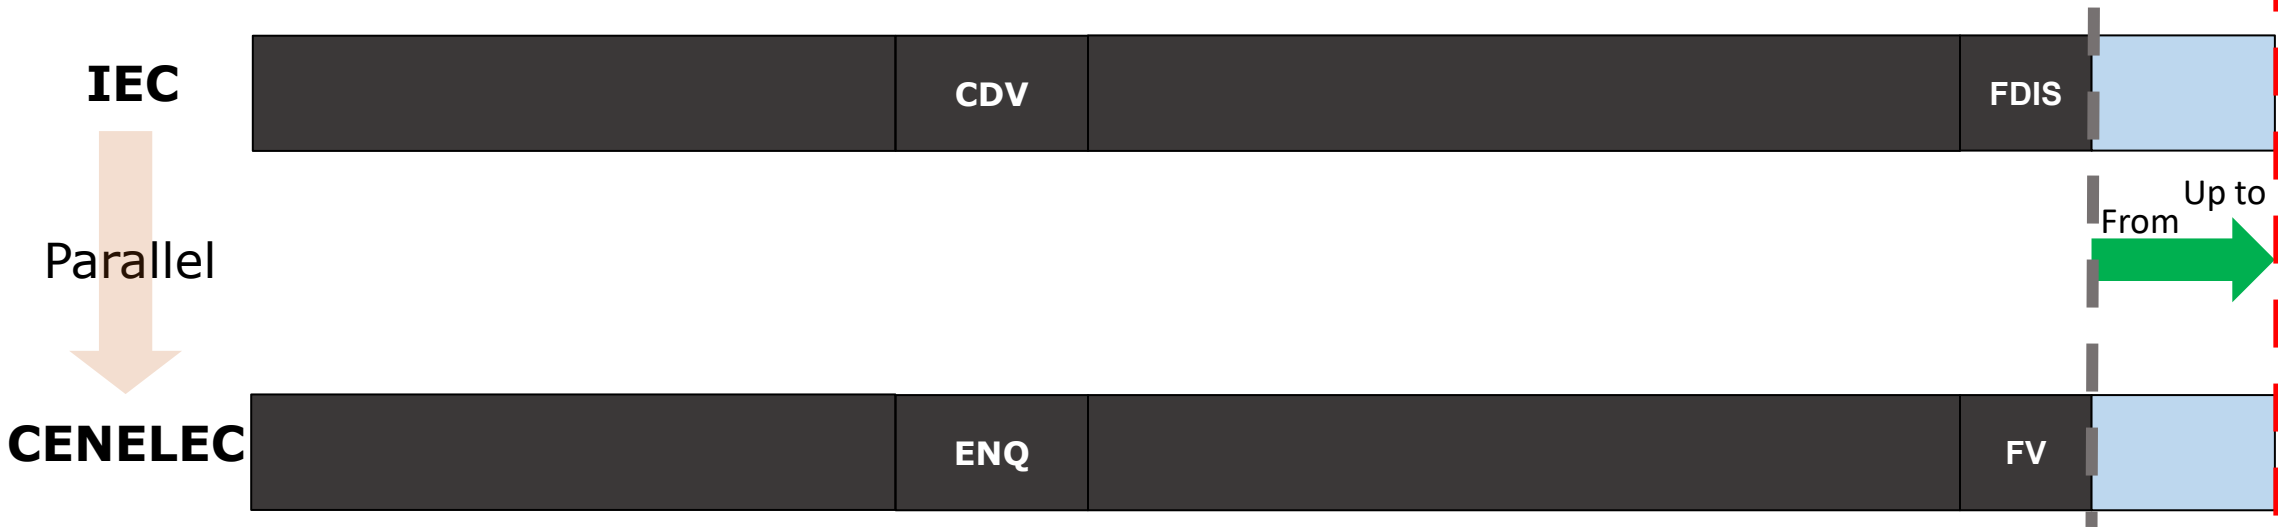 IEC
CDV
FDIS
Up to
From
Parallel
CENELEC
ENQ
FV